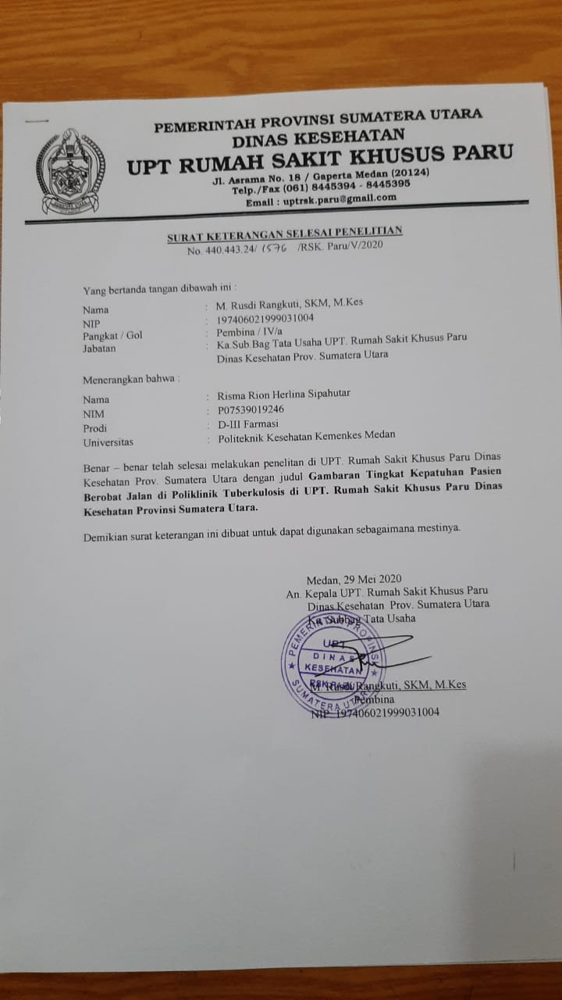 PEMERINTAH PROVINSI SUMATERA UTARA
DINAS KESEHATAN
UPT RUMAH SAKIT KHUSUS PARU
Jl. Asrama No. 18 / Gaperta Medan (20124)
Telp./Fax (061) 8445394 - 8445395
Email : uptrsk.paru@gmail.com
SUMATERA UTARA
SURAT KETERANGAN SELESAI PENELITIAN
No. 440.443.24/ 1576 /RSK. Paru/V/2020
Yang bertanda tangan dibawah ini :
Nama : M. Rusdi Rangkuti, SKM, M.Kes
NIP : 197406021999031004
Pangkat / Gol : Pembina / IV/a
Jabatan : Ka.Sub.Bag Tata Usaha UPT. Rumah Sakit Khusus Paru
Dinas Kesehatan Prov. Sumatera Utara
Menerangkan bahwa :
Nama : Risma Rion Herlina Sipahutar
NIM : P07539019246
Prodi : D-III Farmasi
Universitas : Politeknik Kesehatan Kemenkes Medan
Benar – benar telah selesai melakukan penelitan di UPT. Rumah Sakit Khusus Paru Dinas
Kesehatan Prov. Sumatera Utara dengan judul Gambaran Tingkat Kepatuhan Pasien
Berobat Jalan di Poliklinik Tuberkulosis di UPT. Rumah Sakit Khusus Paru Dinas
Kesehatan Provinsi Sumatera Utara.
Demikian surat keterangan ini dibuat untuk dapat digunakan sebagaimana mestinya.
Medan, 29 Mei 2020
An. Kepala UPT. Rumah Sakit Khusus Paru
Dinas Kesehatan Prov. Sumatera Utara
Ka Subbag Tata Usaha
PEMERINTAH PROPINSI
UPT
DINAS
KESEHATAN
RSK PARU
SUMATERA UTARA
M. Rusdi Rangkuti, SKM, M.Kes
Pembina
NIP. 197406021999031004